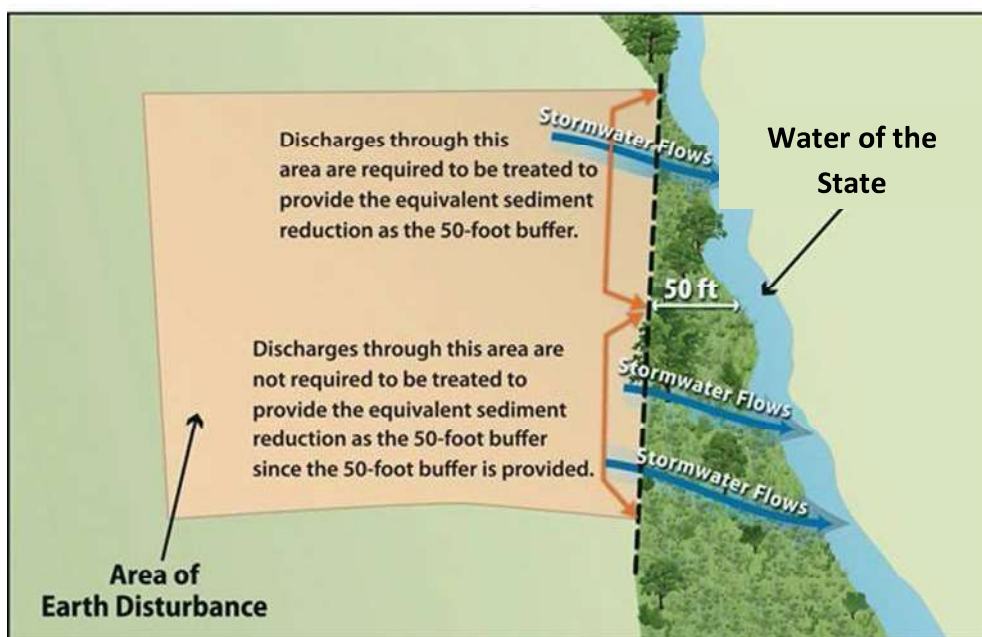 Stormwater Flows
Discharges through this
area are required to be treated to
provide the equivalent sediment
reduction as the 50-foot buffer.
Water of the
State
50 ft
Discharges through this area are
not required to be treated to
provide the equivalent sediment
reduction as the 50-foot buffer
since the 50-foot buffer is provided.
Stormwater Flows
Stormwater Flows
Area of
Earth Disturbance